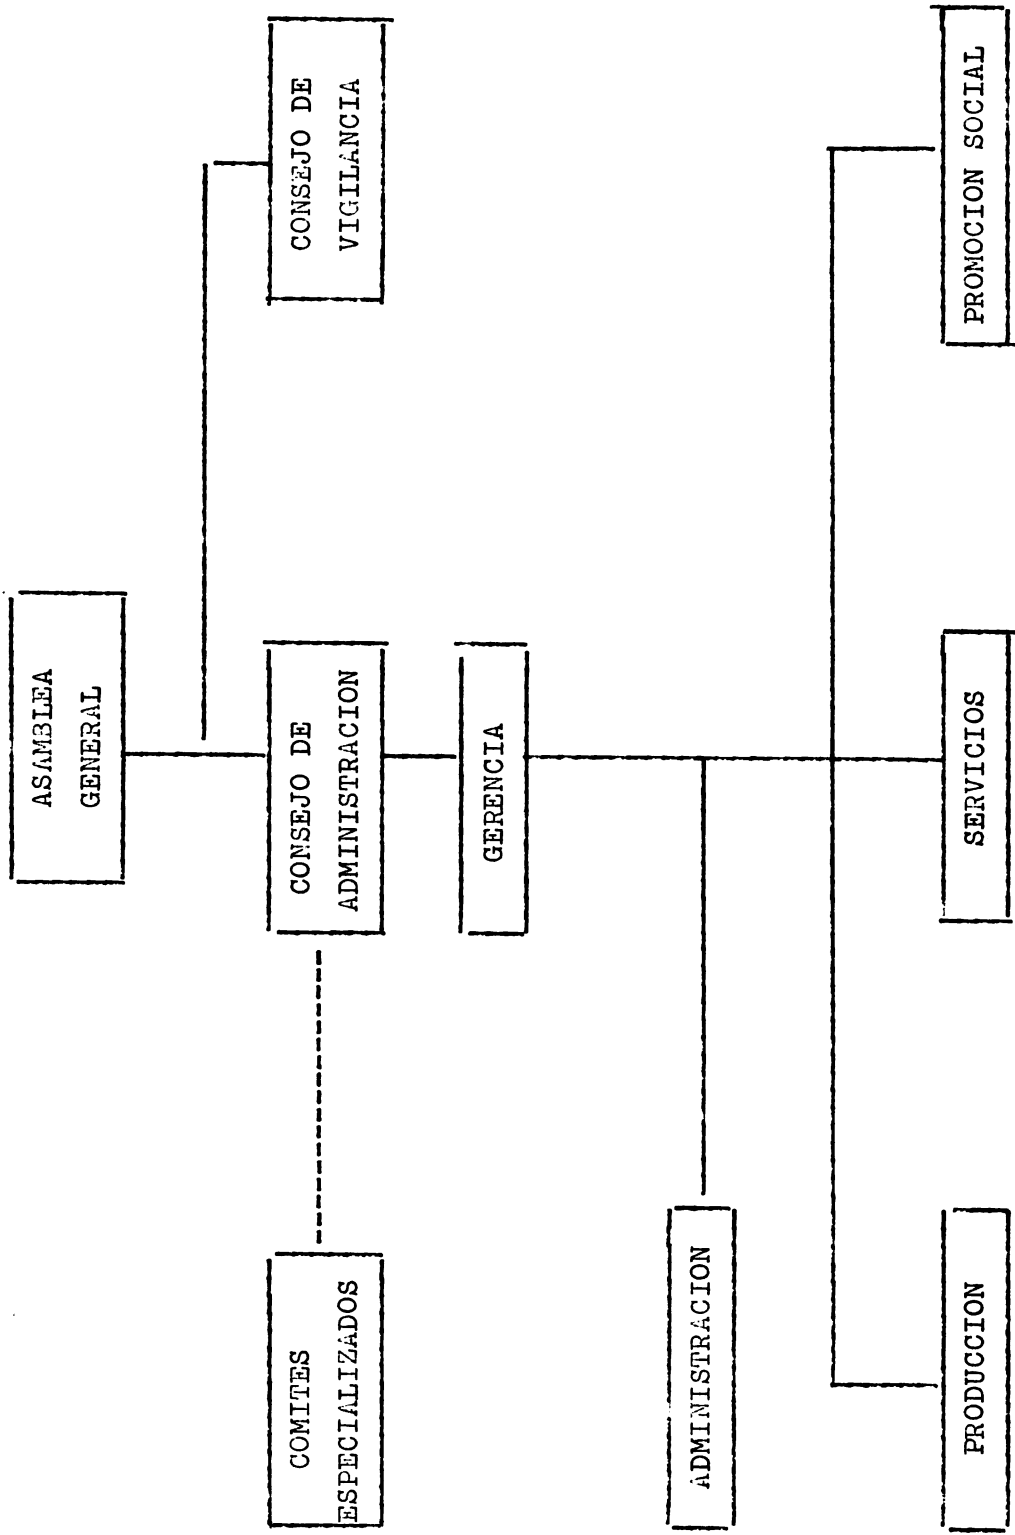 ASAMBLEA
GENERAL
CONSEJO DE
VIGILANCIA
COMITES
ESPECIALIZADOS
CONSEJO DE
ADMINISTRACION
GERENCIA
ADMINISTRACION
PRODUCCION
SERVICIOS
PROMOCION SOCIAL